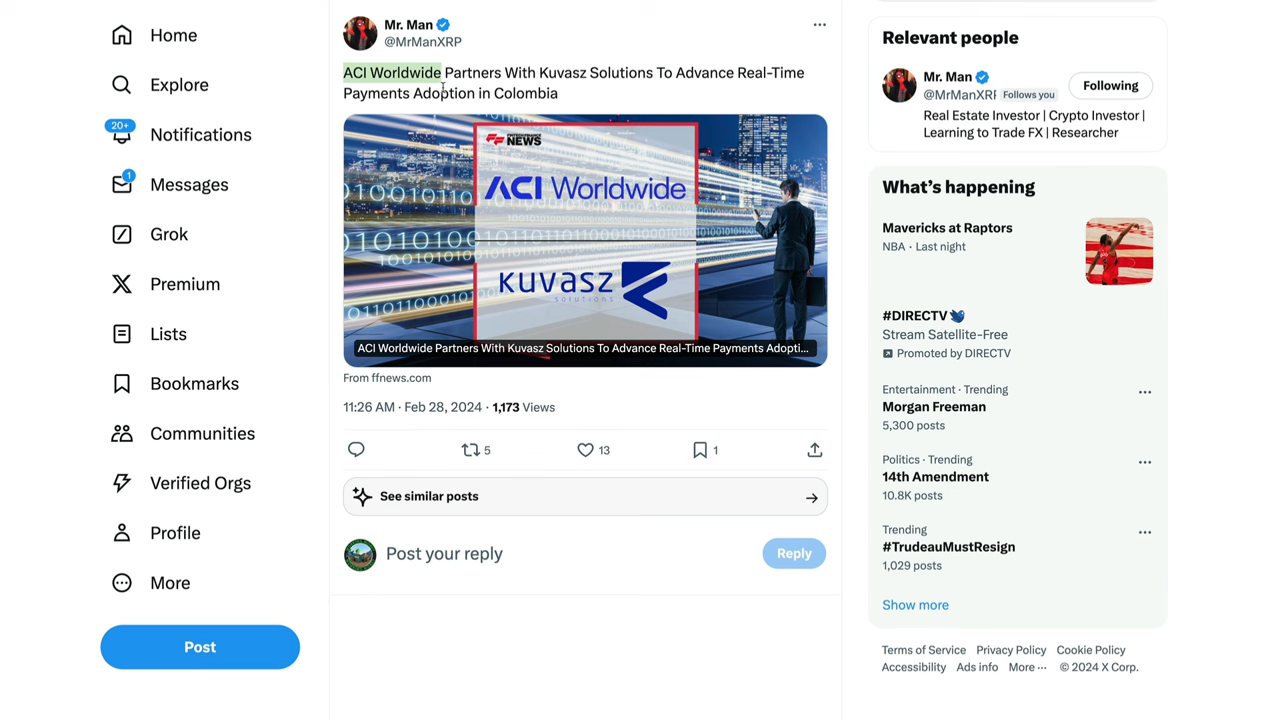 Home
Explore
20+
Notifications
1
Messages
Grok
Premium
Lists
Bookmarks
Communities
Verified Orgs
Profile
More
Post
Mr. Man
@MrManXRP
ACI Worldwide Partners With Kuvasz Solutions To Advance Real-Time
Payments Adoption in Colombia
FINTECH FINANCE
NEWS
ACI Worldwide
KUVASZ
solutions
ACI Worldwide Partners With Kuvasz Solutions To Advance Real-Time Payments Adopti...
From ffnews.com
11:26 AM · Feb 28, 2024 · 1,173 Views
5
13
1
See similar posts
Post your reply
Reply
Relevant people
Mr. Man
@MrManXRP Follows you
Following
Real Estate Investor | Crypto Investor |
Learning to Trade FX | Researcher
What's happening
Mavericks at Raptors
NBA · Last night
#DIRECTV
Stream Satellite-Free
Promoted by DIRECTV
Entertainment · Trending
Morgan Freeman
5,300 posts
Politics · Trending
14th Amendment
10.8K posts
Trending
#TrudeauMustResign
1,029 posts
Show more
Terms of Service Privacy Policy Cookie Policy
Accessibility Ads info More ··· © 2024 X Corp.